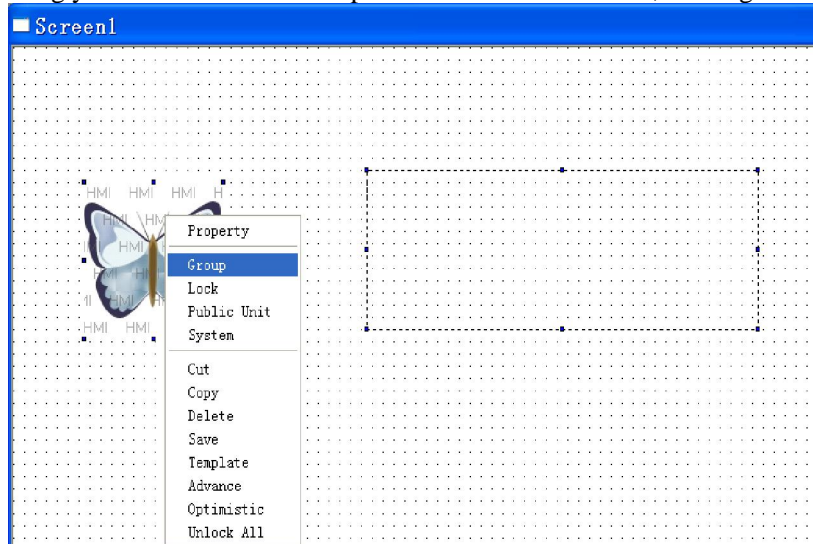 Screen1
HMI HMI HMI H
HMI HM
HMI
HMI HMI
HMI
HMI HMI
Property
Group
Lock
Public Unit
System
Cut
Copy
Delete
Save
Template
Advance
Optimistic
Unlock All